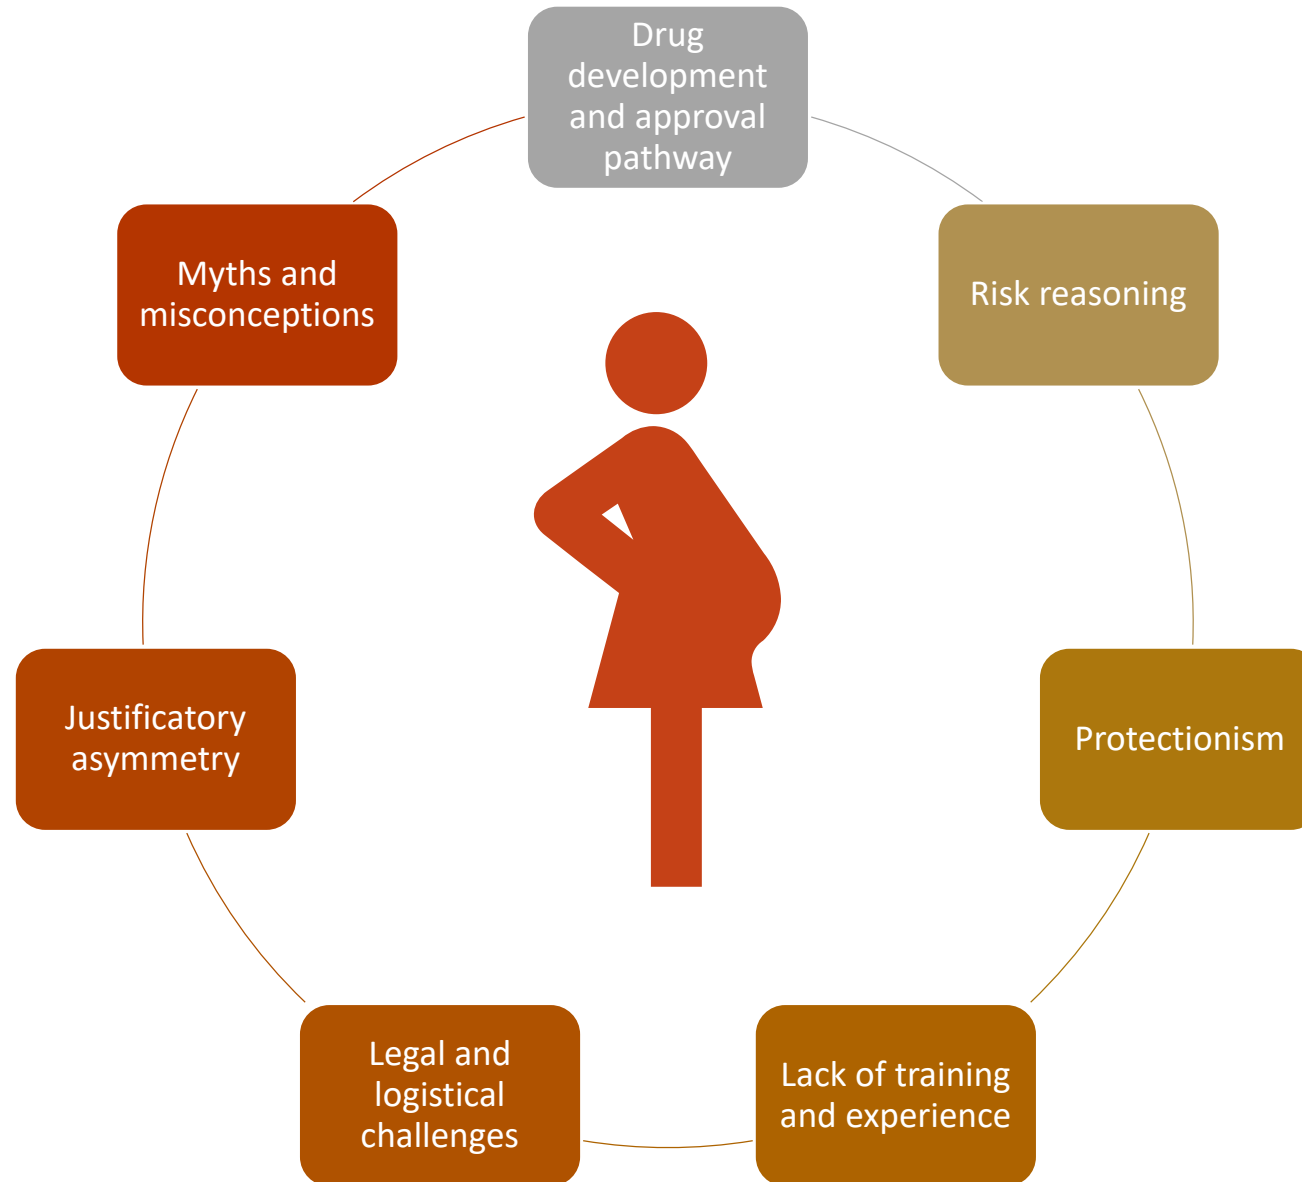 Drug
development
and approval
pathway
Risk reasoning
Protectionism
Lack of training
and experience
Legal and
logistical
challenges
Justificatory
asymmetry
Myths and
misconceptions